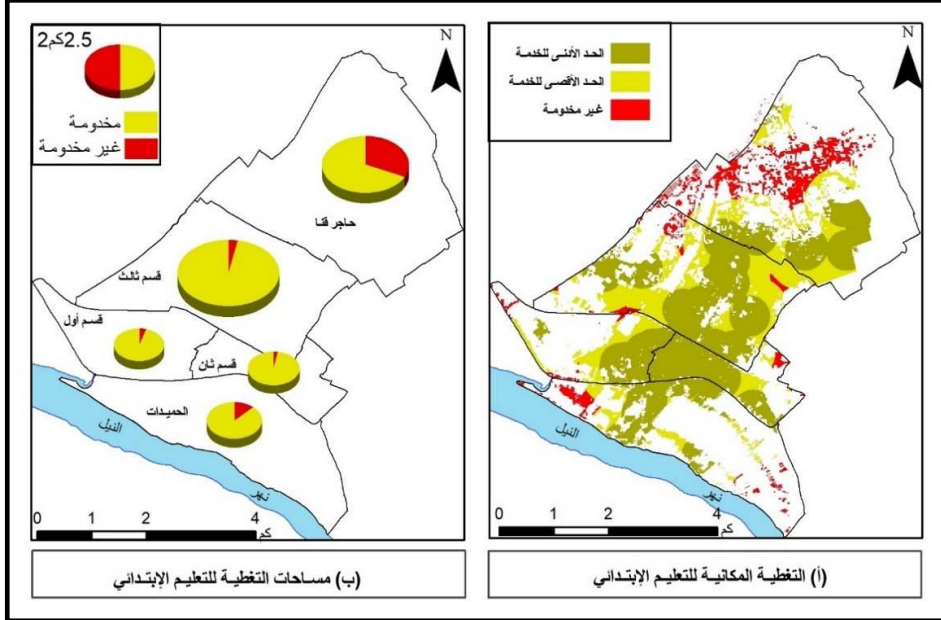 N
الحد الأدنى للخدمة
الحد الأقصى للخدمة
غير مخدومة
النيل
نهر
0 1 2 4
كم
(أ) التغطية المكانية للتعليم الإبتدائي
2.5كم2
مخدومة
غير مخدومة
N
حاجر قنا
قسم ثالث
قسم أول
قسم ثان
الحميدات
النيل
نهر
0 1 2 4
كم
(ب) مساحات التغطية للتعليم الإبتدائي